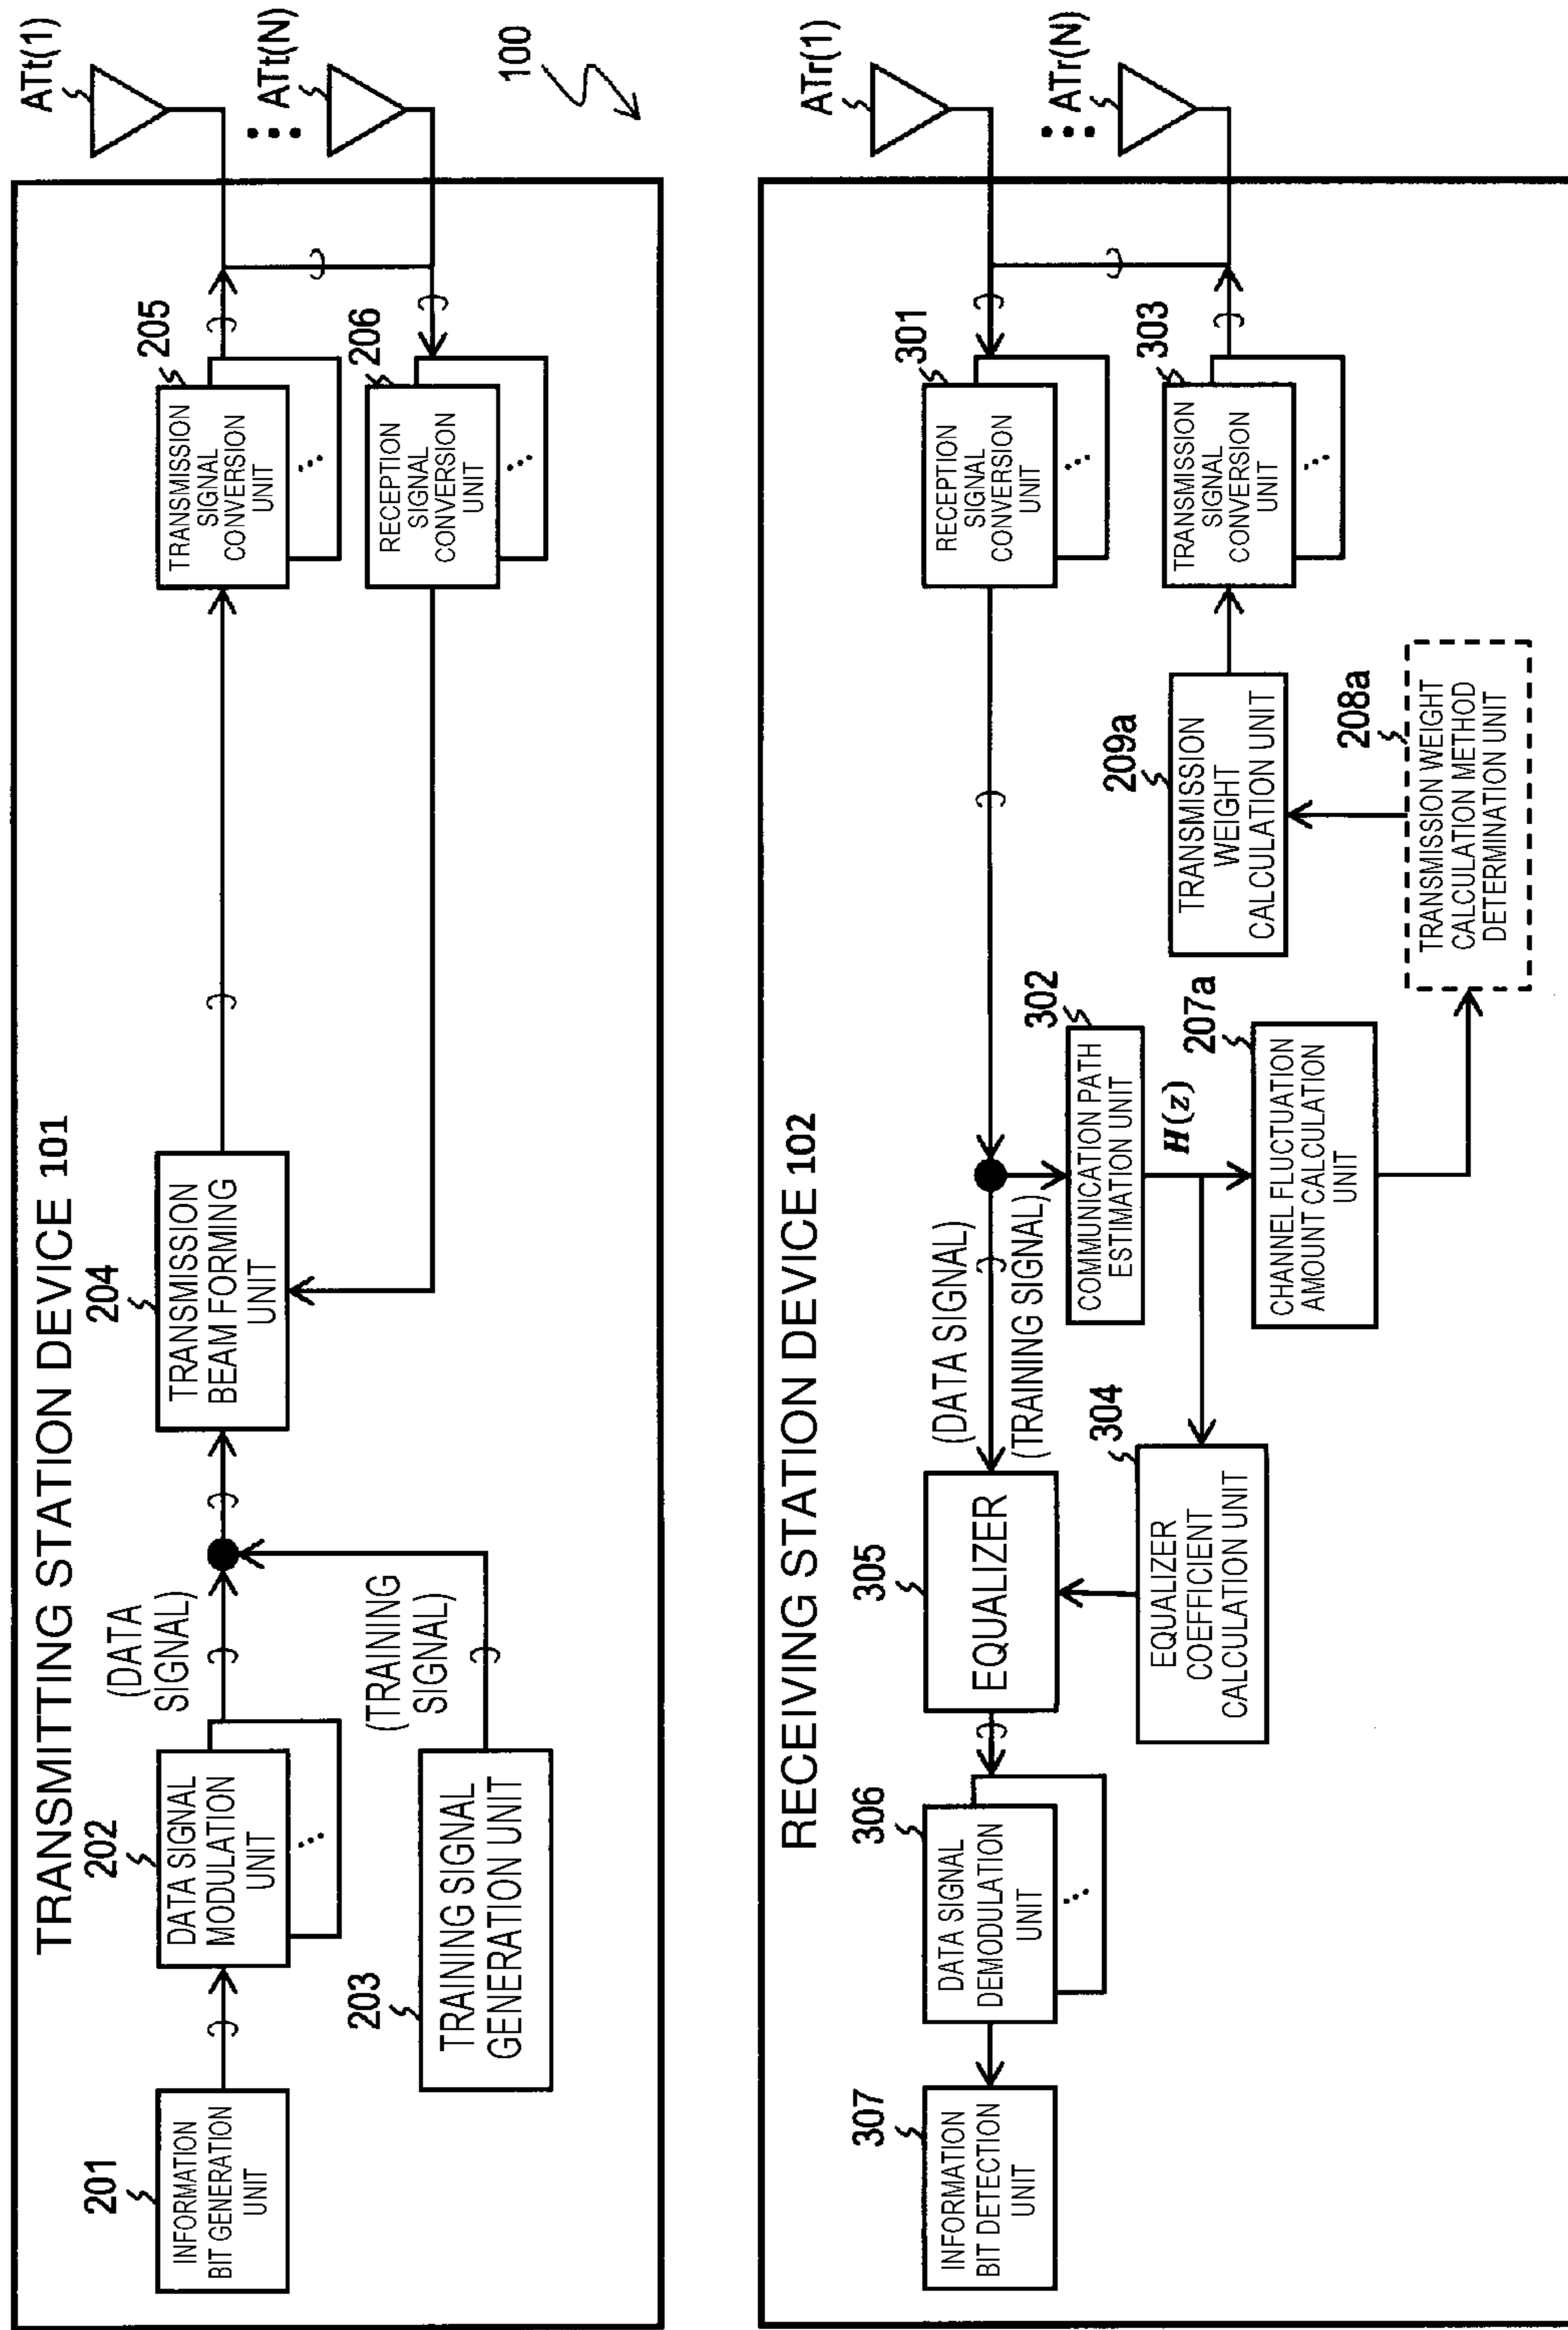 TRANSMITTING STATION DEVICE 101
201
INFORMATION
BIT GENERATION
UNIT
202
DATA SIGNAL
MODULATION
UNIT
(DATA
SIGNAL)
203
TRAINING SIGNAL
GENERATION UNIT
(TRAINING
SIGNAL)
204
TRANSMISSION
BEAM FORMING
UNIT
205
TRANSMISSION
SIGNAL
CONVERSION
UNIT
206
RECEPTION
SIGNAL
CONVERSION
UNIT
ATt(1)
ATt(N)
100
RECEIVING STATION DEVICE 102
307
INFORMATION
BIT DETECTION
UNIT
306
DATA SIGNAL
DEMODULATION
UNIT
305
EQUALIZER
304
EQUALIZER
COEFFICIENT
CALCULATION UNIT
(DATA SIGNAL)
(TRAINING SIGNAL)
302
COMMUNICATION PATH
ESTIMATION UNIT
H(z)
207a
CHANNEL FLUCTUATION
AMOUNT CALCULATION
UNIT
208a
TRANSMISSION WEIGHT
CALCULATION METHOD
DETERMINATION UNIT
209a
TRANSMISSION
WEIGHT
CALCULATION UNIT
301
RECEPTION
SIGNAL
CONVERSION
UNIT
303
TRANSMISSION
SIGNAL
CONVERSION
UNIT
ATr(1)
ATr(N)